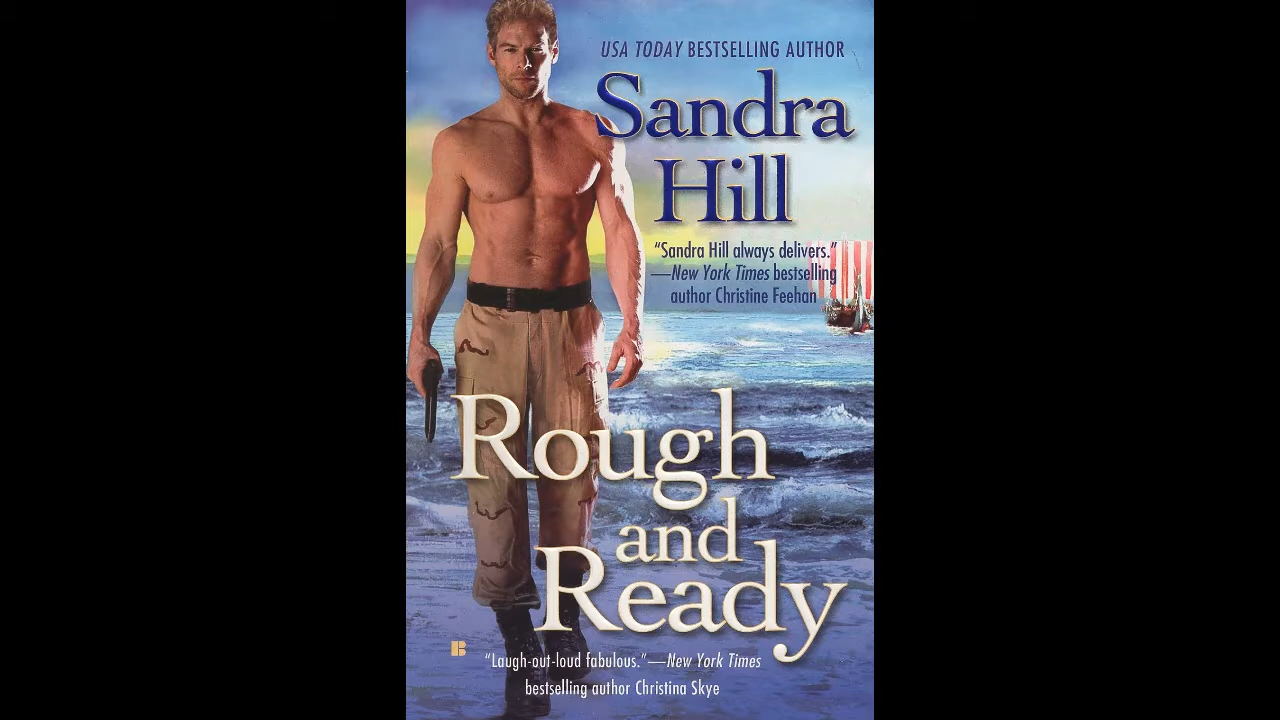 USA TODAY BESTSELLING AUTHOR
Sandra
Hill
“Sandra Hill always delivers.”
—New York Times bestselling
author Christine Feehan
Rough
and
Ready
B
“Laugh-out-loud fabulous.”—New York Times
bestselling author Christina Skye